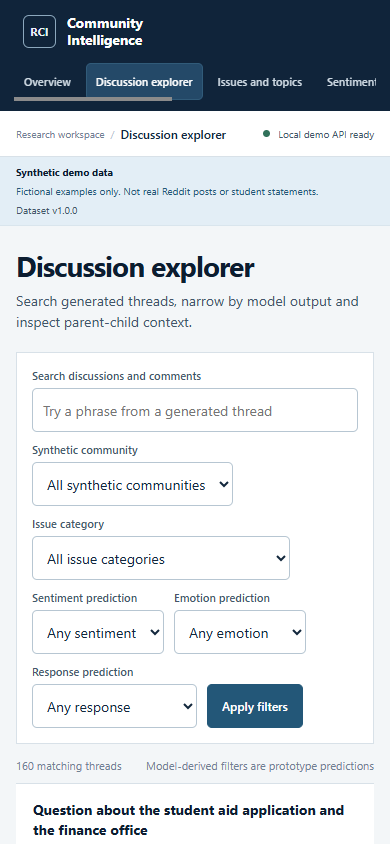 RCI
Community
Intelligence
Overview
Discussion explorer
Issues and topics
Sentiment
Research workspace / Discussion explorer
Local demo API ready
Synthetic demo data
Fictional examples only. Not real Reddit posts or student statements.
Dataset v1.0.0
Discussion explorer
Search generated threads, narrow by model output and
inspect parent-child context.
Search discussions and comments
Try a phrase from a generated thread
Synthetic community
All synthetic communities
Issue category
All issue categories
Sentiment prediction
Emotion prediction
Any sentiment
Any emotion
Response prediction
Any response
Apply filters
160 matching threads
Model-derived filters are prototype predictions
Question about the student aid application and
the finance office